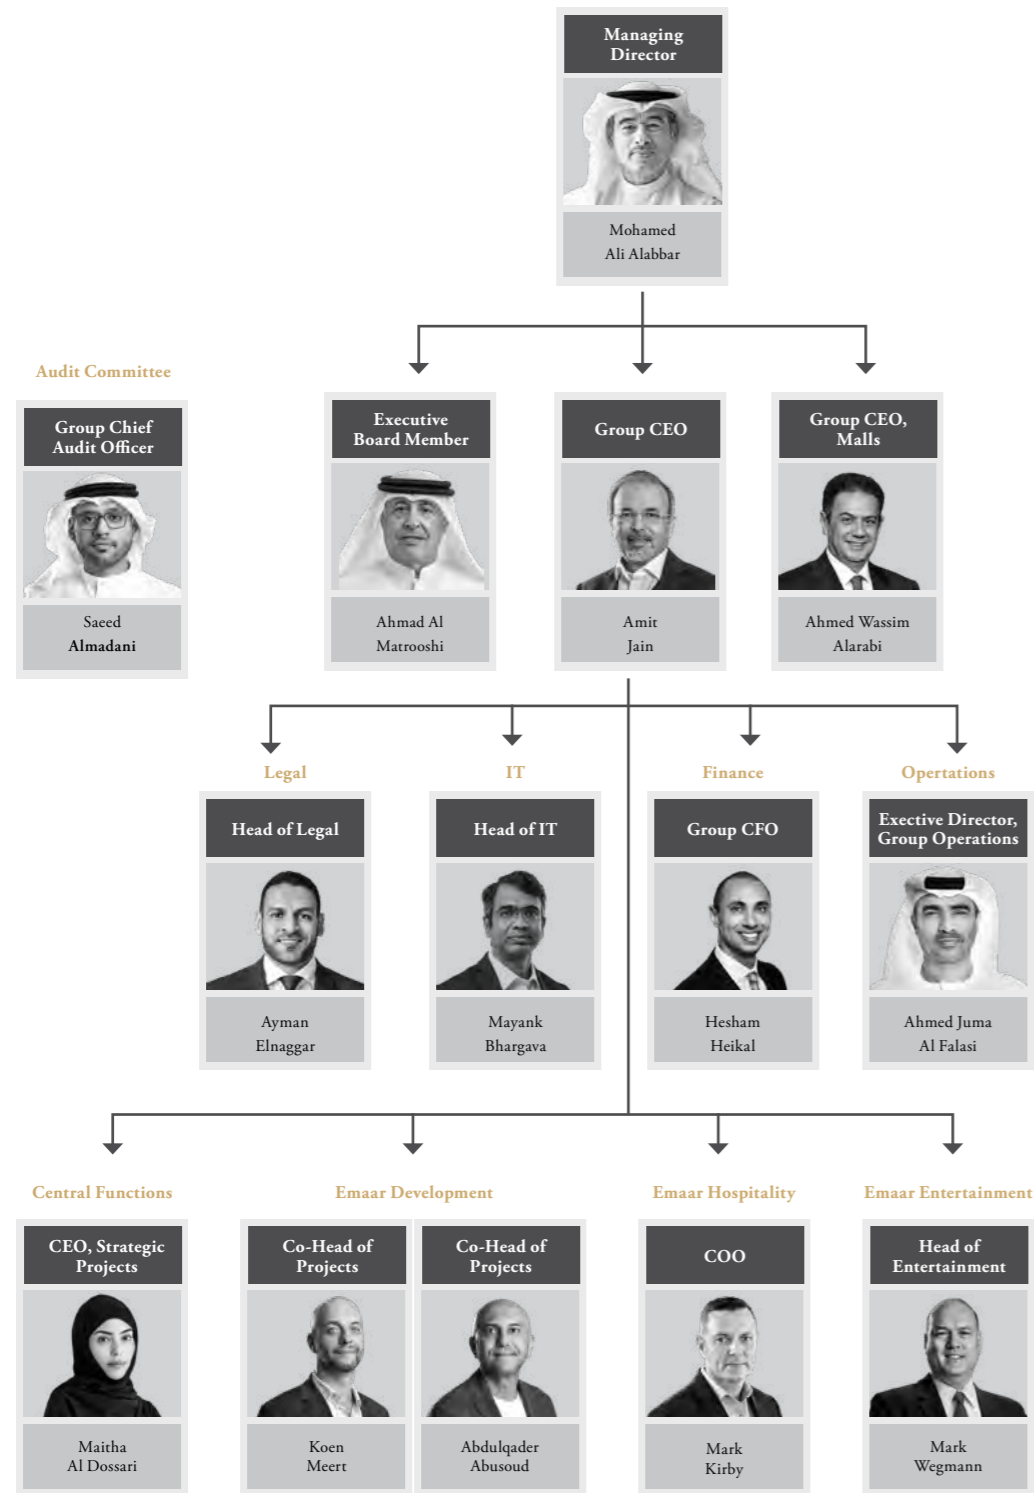 Managing
Director
Mohamed
Ali Alabbar
Audit Committee
Group Chief
Audit Officer
Saeed
Almadani
Executive
Board Member
Ahmad Al
Matrooshi
Group CEO
Amit
Jain
Group CEO,
Malls
Ahmed Wassim
Alarabi
Legal
Head of Legal
Ayman
Elnaggar
IT
Head of IT
Mayank
Bhargava
Finance
Group CFO
Hesham
Heikal
Opertations
Exective Director,
Group Operations
Ahmed Juma
Al Falasi
Central Functions
CEO, Strategic
Projects
Maitha
Al Dossari
Emaar Development
Co-Head of
Projects
Koen
Meert
Co-Head of
Projects
Abdulqader
Abusoud
Emaar Hospitality
COO
Mark
Kirby
Emaar Entertainment
Head of
Entertainment
Mark
Wegmann